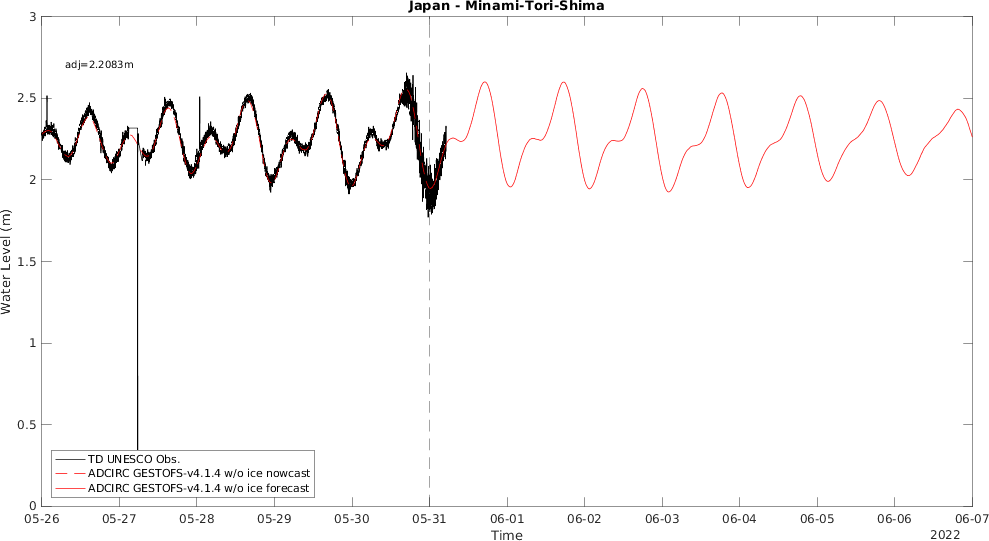 Japan - Minami-Tori-Shima
3
adj=2.2083m
2.5
2
1.5
1
0.5
0
Water Level (m)
TD UNESCO Obs.
ADCIRC GESTOFS-v4.1.4 w/o ice nowcast
ADCIRC GESTOFS-v4.1.4 w/o ice forecast
05-26 05-27 05-28 05-29 05-30 05-31 06-01 06-02 06-03 06-04 06-05 06-06 06-07
Time
2022